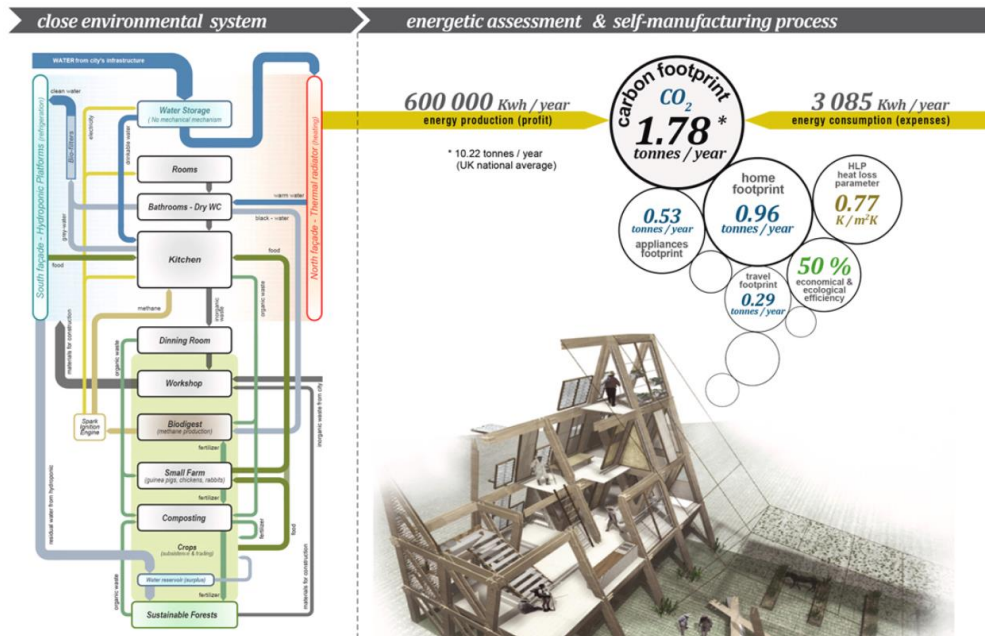 close environmental system
energetic assessment & self-manufacturing process
WATER from city's infrastructure
clean water
Water Storage
( No mechanical mechanism
electricity
drinkable water
Bio-filters
South façade - Hydroponic Platforms (refrigeration)
North façade - Thermal radiator (heating)
Rooms
warm water
Bathrooms - Dry WC
black - water
grey-water
food
Kitchen
food
methane
organic waste
inorganic waste
materials for construction
organic waste
Dinning Room
Workshop
inorganic waste from city
Spark
Ignition
Engine
Biodigest
(methane production)
fertilizer
Small Farm
(guinea pigs, chickens, rabbits)
fertilizer
Composting
fertilizer
food
Crops
(subsistence & trading)
residual water from hydroponic
Water reservoir (surplus)
organic waste
fertilizer
materials for construction
Sustainable Forests
600 000 Kwh / year
energy production (profit)
* 10.22 tonnes / year
(UK national average)
carbon footprint
CO2
1.78 *
tonnes / year
3 085 Kwh / year
energy consumption (expenses)
home
footprint
0.96
tonnes / year
HLP
heat loss
parameter
0.77
K / m²K
0.53
tonnes / year
appliances
footprint
travel
footprint
0.29
tonnes / year
50 %
economical &
ecological
efficiency